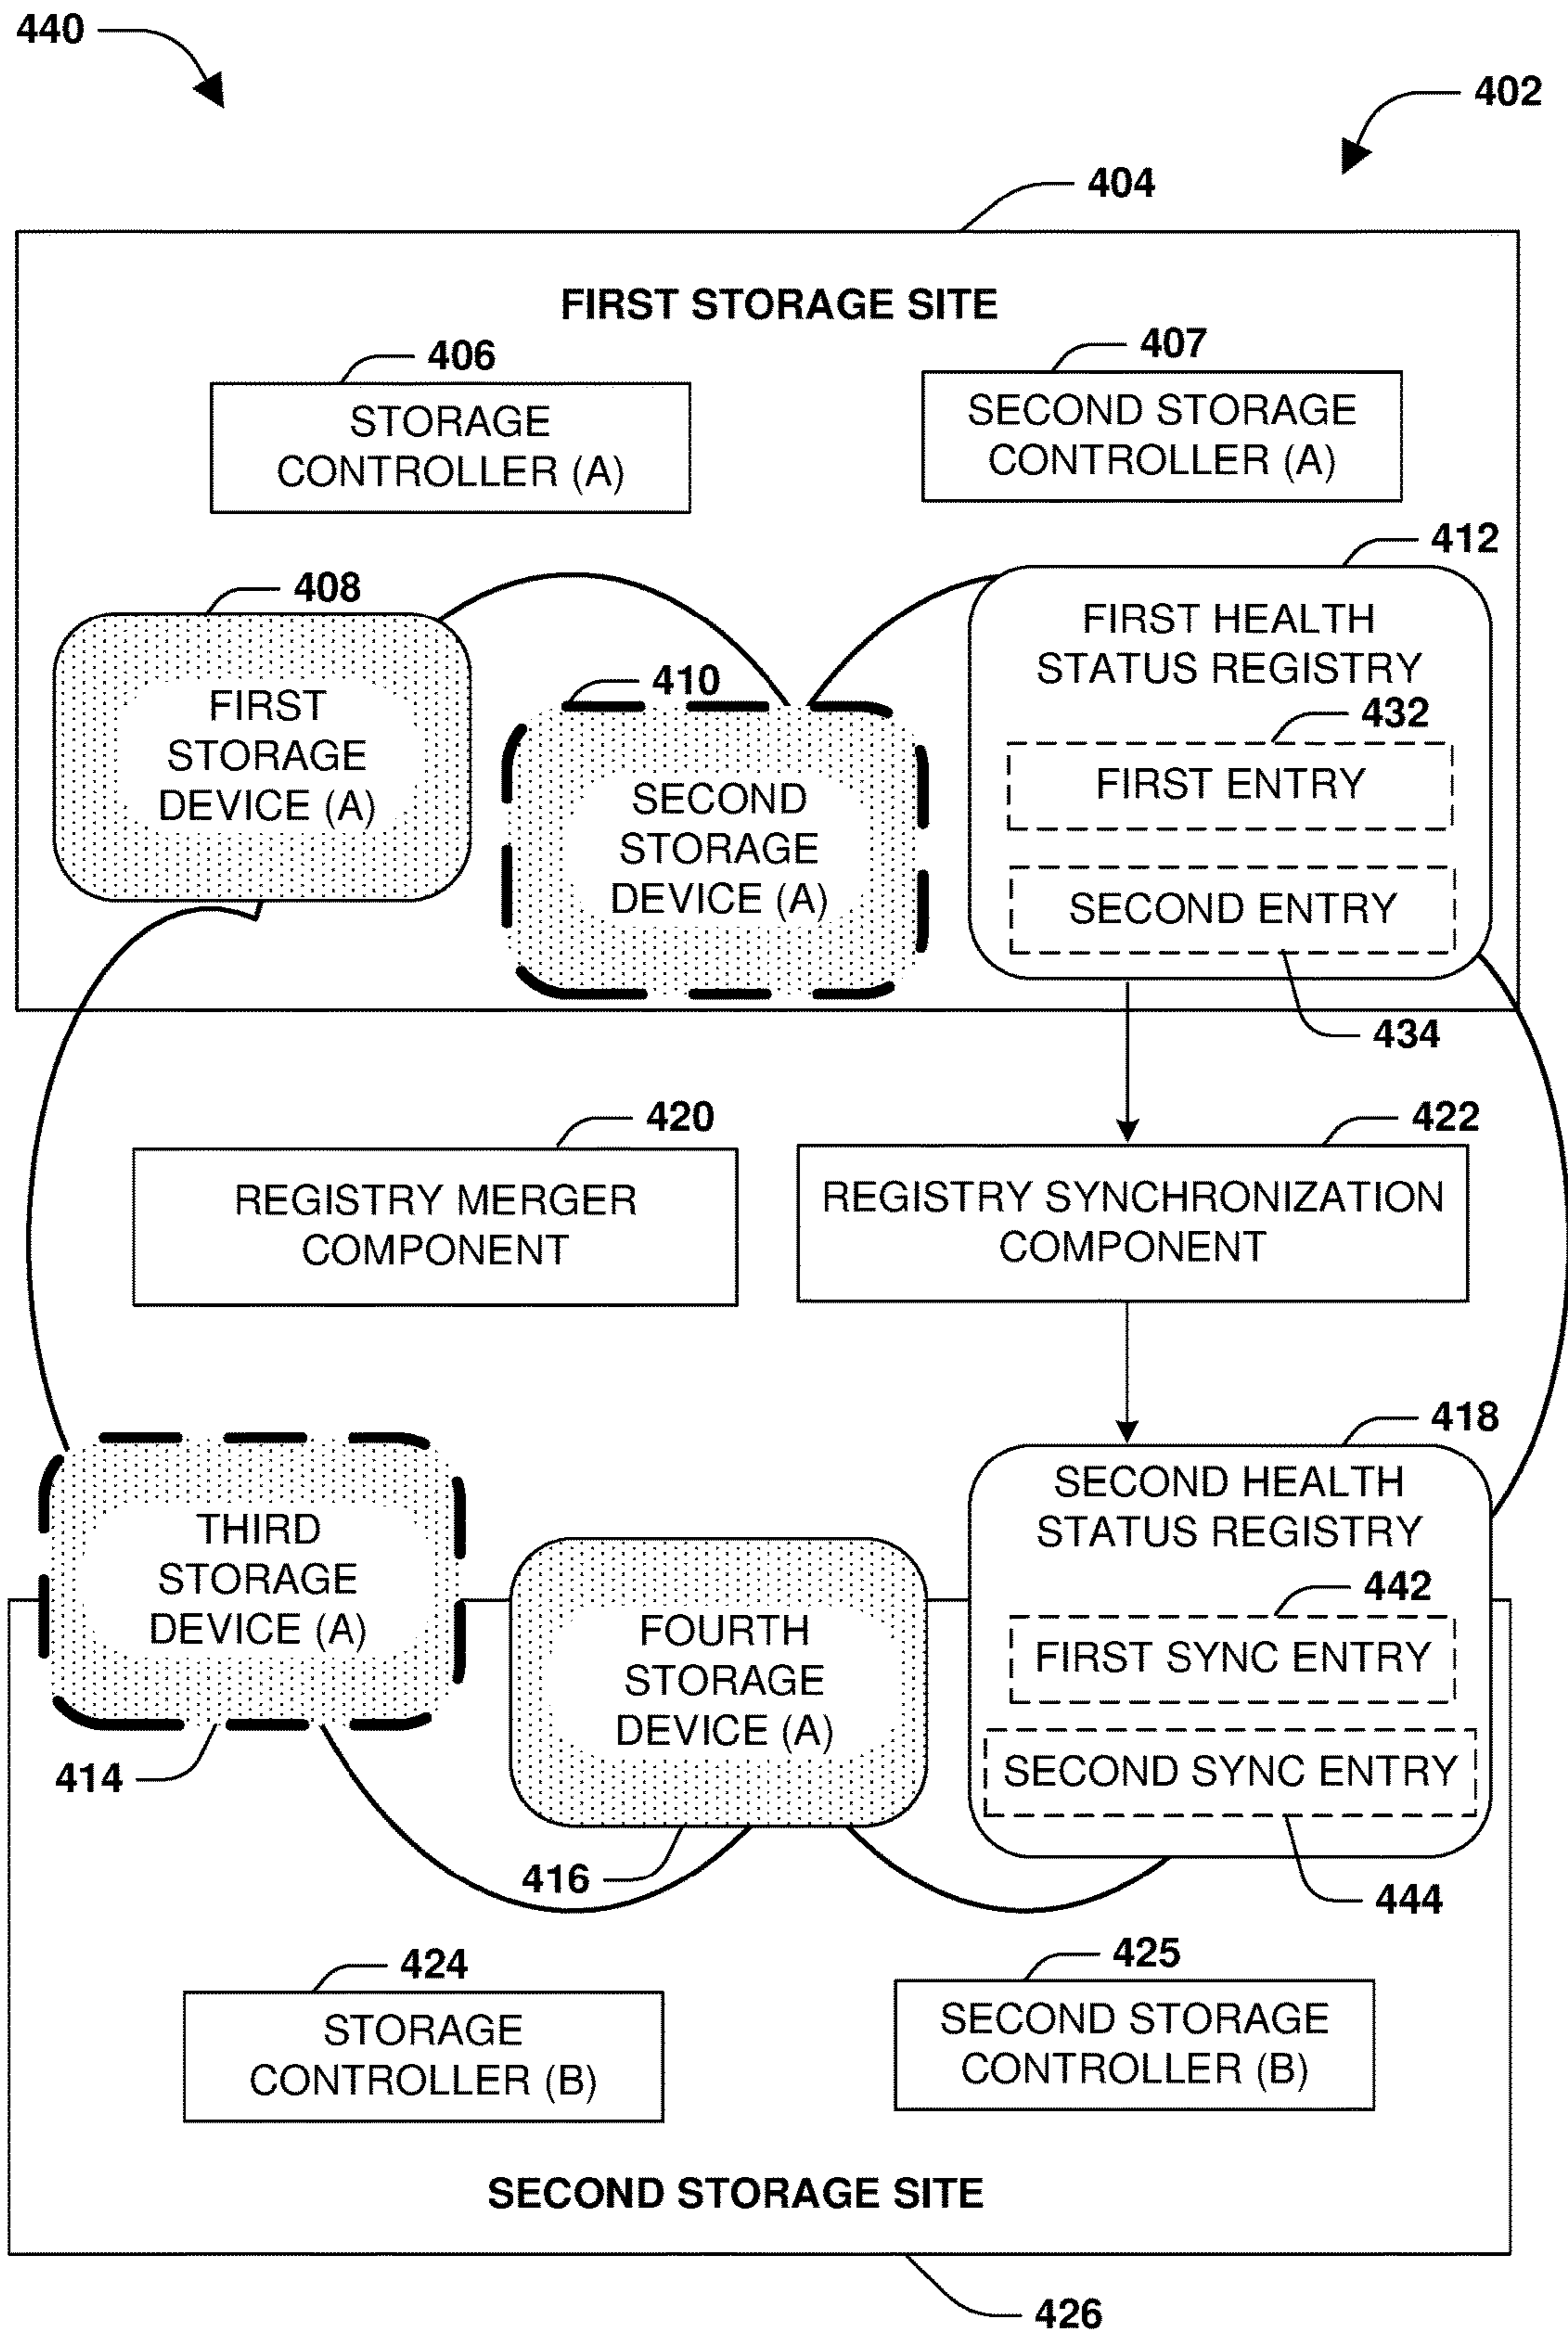 440
402
404
FIRST STORAGE SITE
406
407
STORAGE
CONTROLLER (A)
SECOND STORAGE
CONTROLLER (A)
412
408
FIRST HEALTH
STATUS REGISTRY
410
432
FIRST
STORAGE
DEVICE (A)
SECOND
STORAGE
DEVICE (A)
FIRST ENTRY
SECOND ENTRY
434
420
422
REGISTRY MERGER
COMPONENT
REGISTRY SYNCHRONIZATION
COMPONENT
418
SECOND HEALTH
STATUS REGISTRY
THIRD
STORAGE
DEVICE (A)
442
FOURTH
STORAGE
DEVICE (A)
FIRST SYNC ENTRY
SECOND SYNC ENTRY
414
416
444
424
425
STORAGE
CONTROLLER (B)
SECOND STORAGE
CONTROLLER (B)
SECOND STORAGE SITE
426